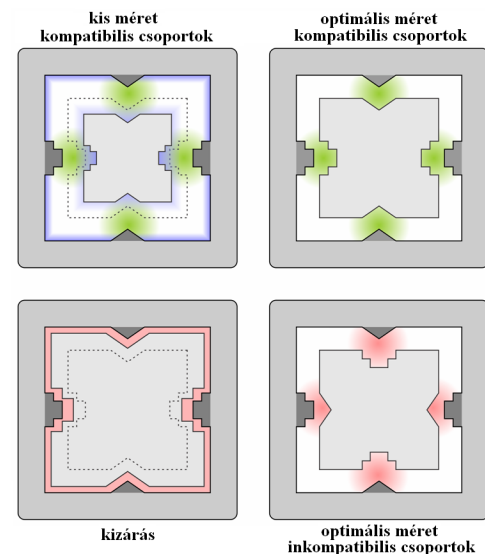 kis méret
kompatibilis csoportok
optimális méret
kompatibilis csoportok
kizárás
optimális méret
inkompatibilis csoportok